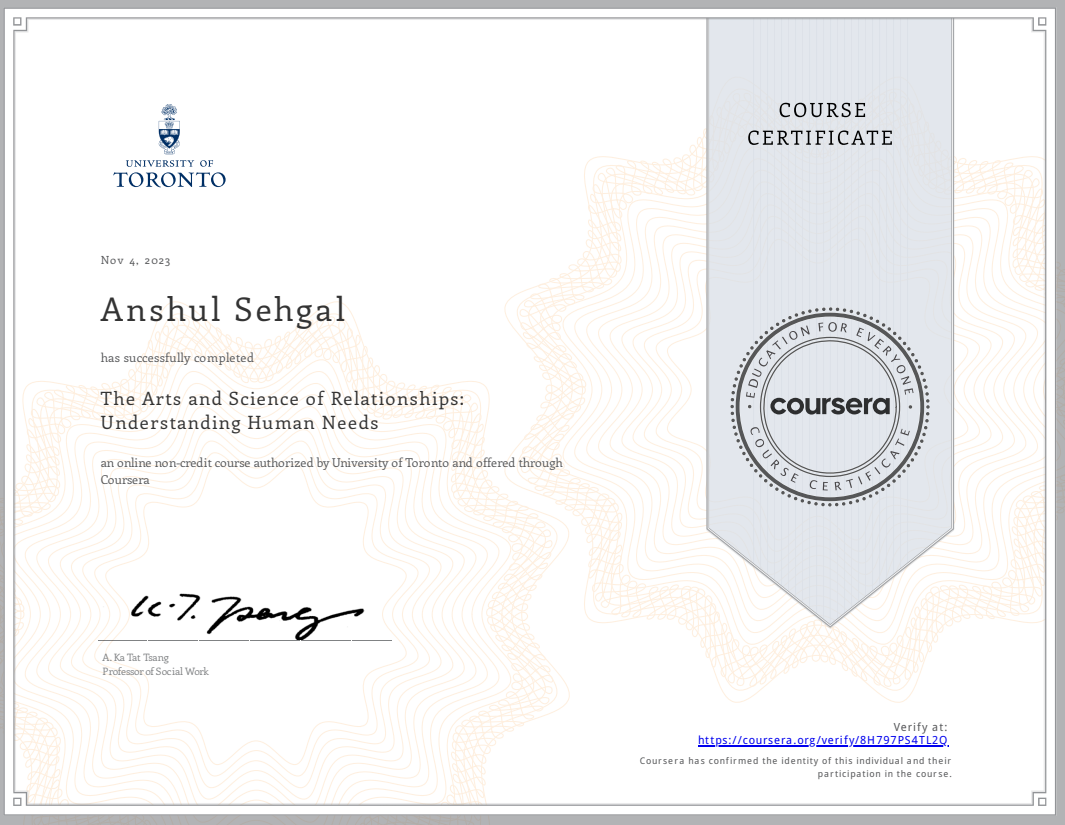 COURSE
CERTIFICATE
UNIVERSITY OF
TORONTO
Nov 4, 2023
Anshul Sehgal
has successfully completed
The Arts and Science of Relationships:
Understanding Human Needs
an online non-credit course authorized by University of Toronto and offered through
Coursera
EDUCATION FOR EVERYONE
coursera
COURSE CERTIFICATE
K.T. Tsang
A. Ka Tat Tsang
Professor of Social Work
Verify at:
https://coursera.org/verify/8H797PS4TL2Q
Coursera has confirmed the identity of this individual and their
participation in the course.